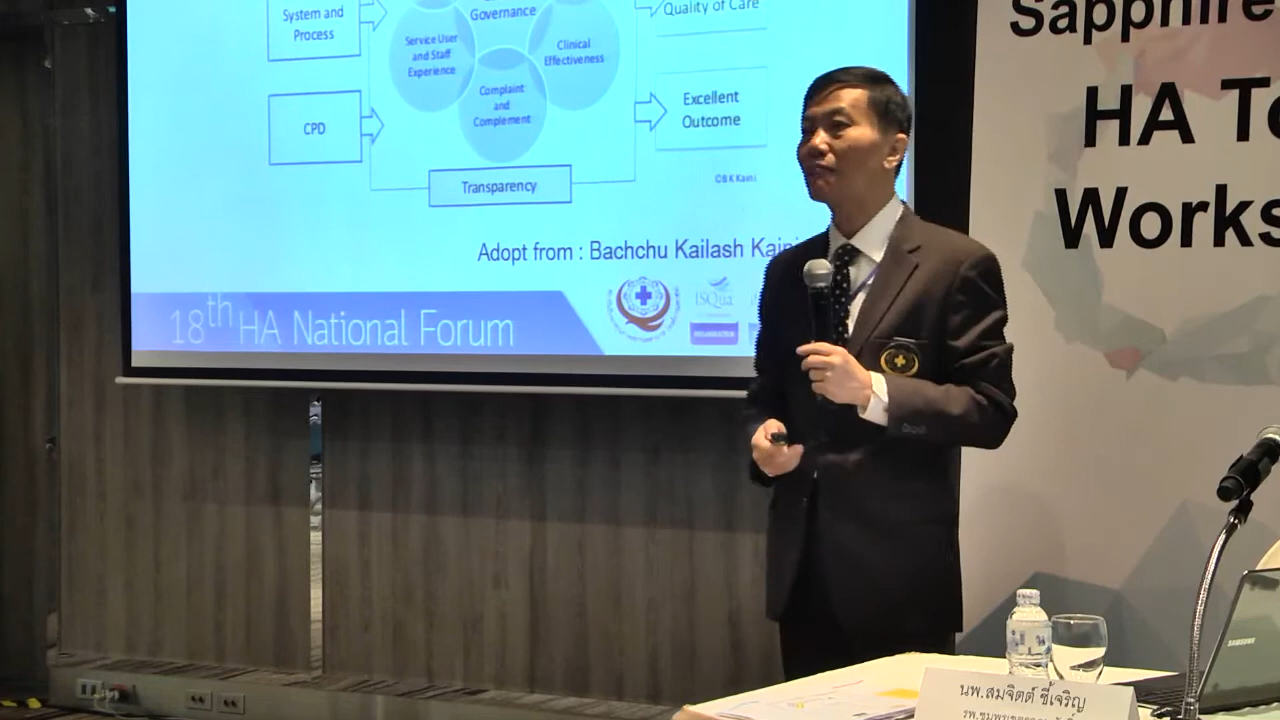 System and
Process
Governance
Quality of Care
Service User
and Staff
Experience
Clinical
Effectiveness
Complaint
and
Complement
CPD
Excellent
Outcome
Transparency
©B K Kaini
Adopt from : Bachchu Kailash Kaini
18th HA National Forum
ISQua
Sapphire
HA Te
Works
SAMSUNG
นพ.สมจิตต์ ชี้เจริญ